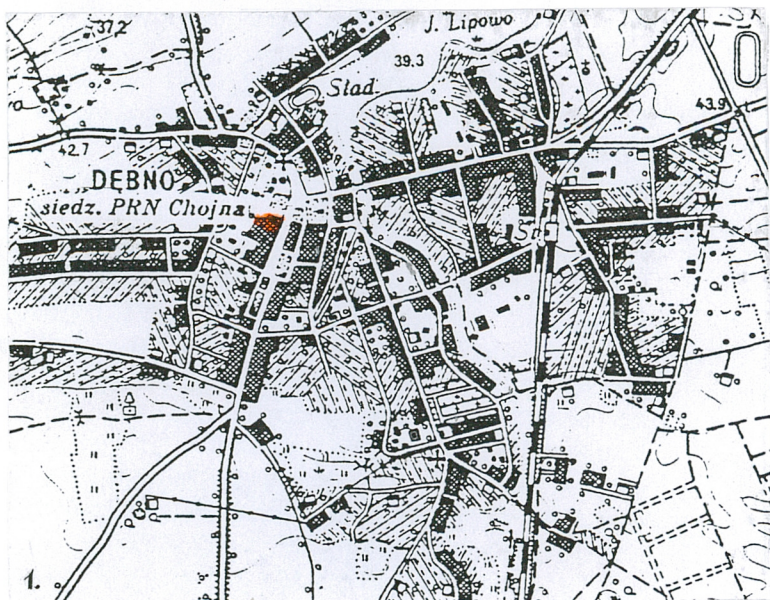 37,2
J. Lipowo
39.3
Stad.
43.9
42.7
DĘBNO
siedz. PRN Chojna
St.
1.